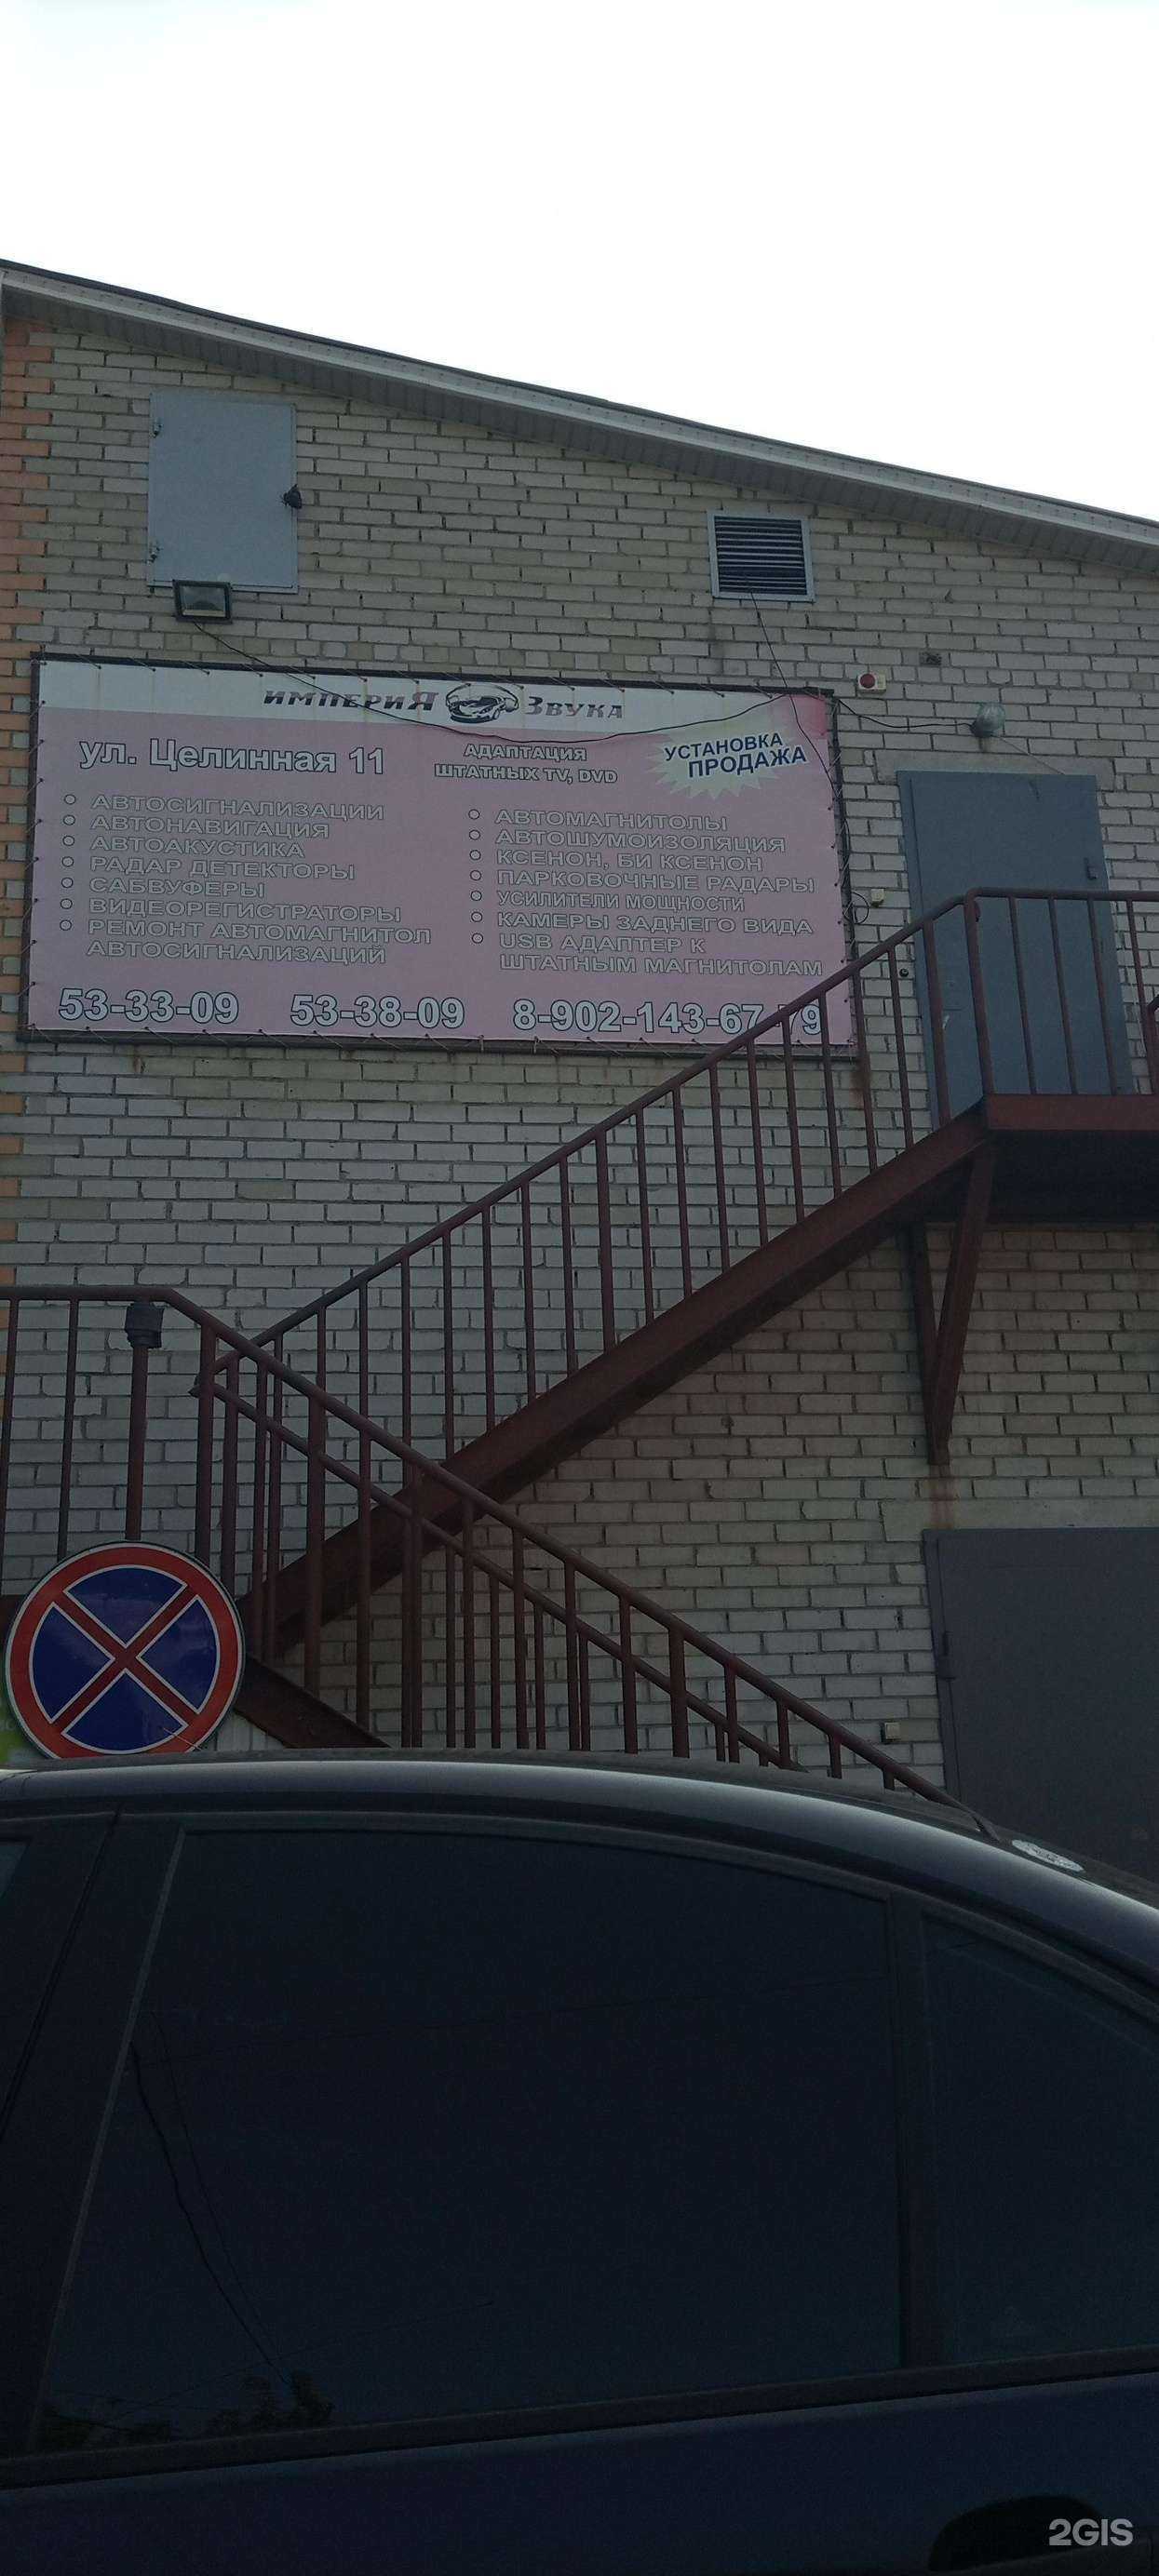 ИМПЕРИЯ ЗВУКА
ул. Целинная 11
АДАПТАЦИЯ
ШТАТНЫХ TV, DVD
УСТАНОВКА
ПРОДАЖА
АВТОСИГНАЛИЗАЦИИ
АВТОНАВИГАЦИЯ
АВТОАКУСТИКА
РАДАР ДЕТЕКТОРЫ
САБВУФЕРЫ
ВИДЕОРЕГИСТРАТОРЫ
РЕМОНТ АВТОМАГНИТОЛ
АВТОСИГНАЛИЗАЦИЙ
АВТОМАГНИТОЛЫ
АВТОШУМОИЗОЛЯЦИЯ
КСЕНОН, БИ КСЕНОН
ПАРКОВОЧНЫЕ РАДАРЫ
УСИЛИТЕЛИ МОЩНОСТИ
КАМЕРЫ ЗАДНЕГО ВИДА
USB АДАПТЕР К
ШТАТНЫМ МАГНИТОЛАМ
53-33-09 53-38-09
2GIS